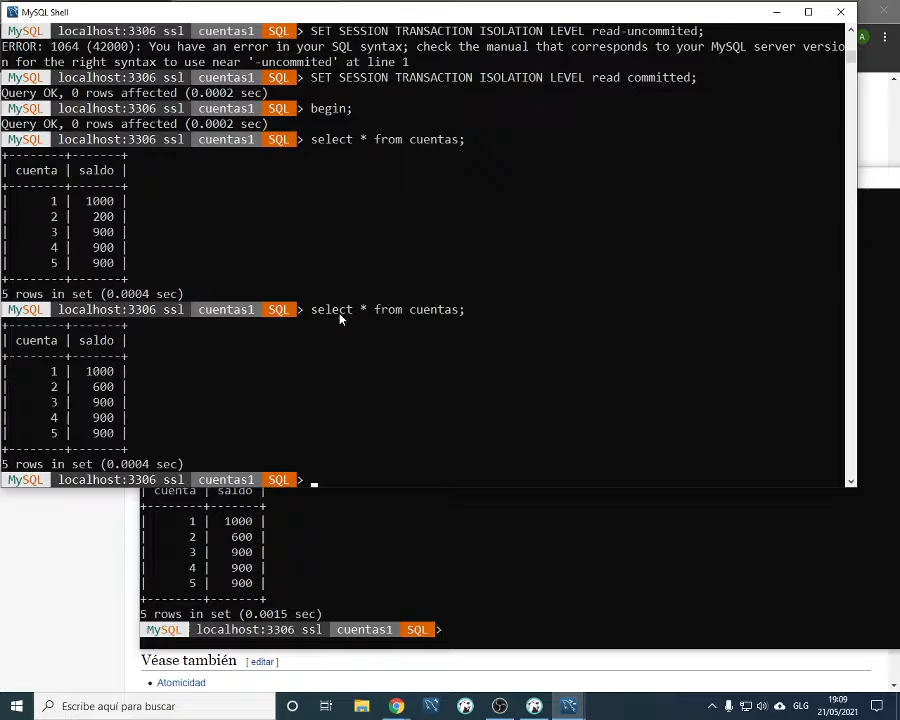 MySQL Shell
MySQL localhost:3306 ssl cuentas1 SQL > SET SESSION TRANSACTION ISOLATION LEVEL read-uncommited;
ERROR: 1064 (42000): You have an error in your SQL syntax; check the manual that corresponds to your MySQL server versio
n for the right syntax to use near '-uncommited' at line 1
MySQL localhost:3306 ssl cuentas1 SQL > SET SESSION TRANSACTION ISOLATION LEVEL read committed;
Query OK, 0 rows affected (0.0002 sec)
MySQL localhost:3306 ssl cuentas1 SQL > begin;
Query OK, 0 rows affected (0.0002 sec)
MySQL localhost:3306 ssl cuentas1 SQL > select * from cuentas;
+--------+-------+
| cuenta | saldo |
+--------+-------+
| 1 | 1000 |
| 2 | 200 |
| 3 | 900 |
| 4 | 900 |
| 5 | 900 |
+--------+-------+
5 rows in set (0.0004 sec)
MySQL localhost:3306 ssl cuentas1 SQL > select * from cuentas;
+--------+-------+
| cuenta | saldo |
+--------+-------+
| 1 | 1000 |
| 2 | 600 |
| 3 | 900 |
| 4 | 900 |
| 5 | 900 |
+--------+-------+
5 rows in set (0.0004 sec)
MySQL localhost:3306 ssl cuentas1 SQL >
| cuenta | saldo |
+--------+-------+
| 1 | 1000 |
| 2 | 600 |
| 3 | 900 |
| 4 | 900 |
| 5 | 900 |
+--------+-------+
5 rows in set (0.0015 sec)
MySQL localhost:3306 ssl cuentas1 SQL >
Véase también [ editar ]
• Atomicidad
A
Escribe aquí para buscar
GLG
19:09
21/05/2021